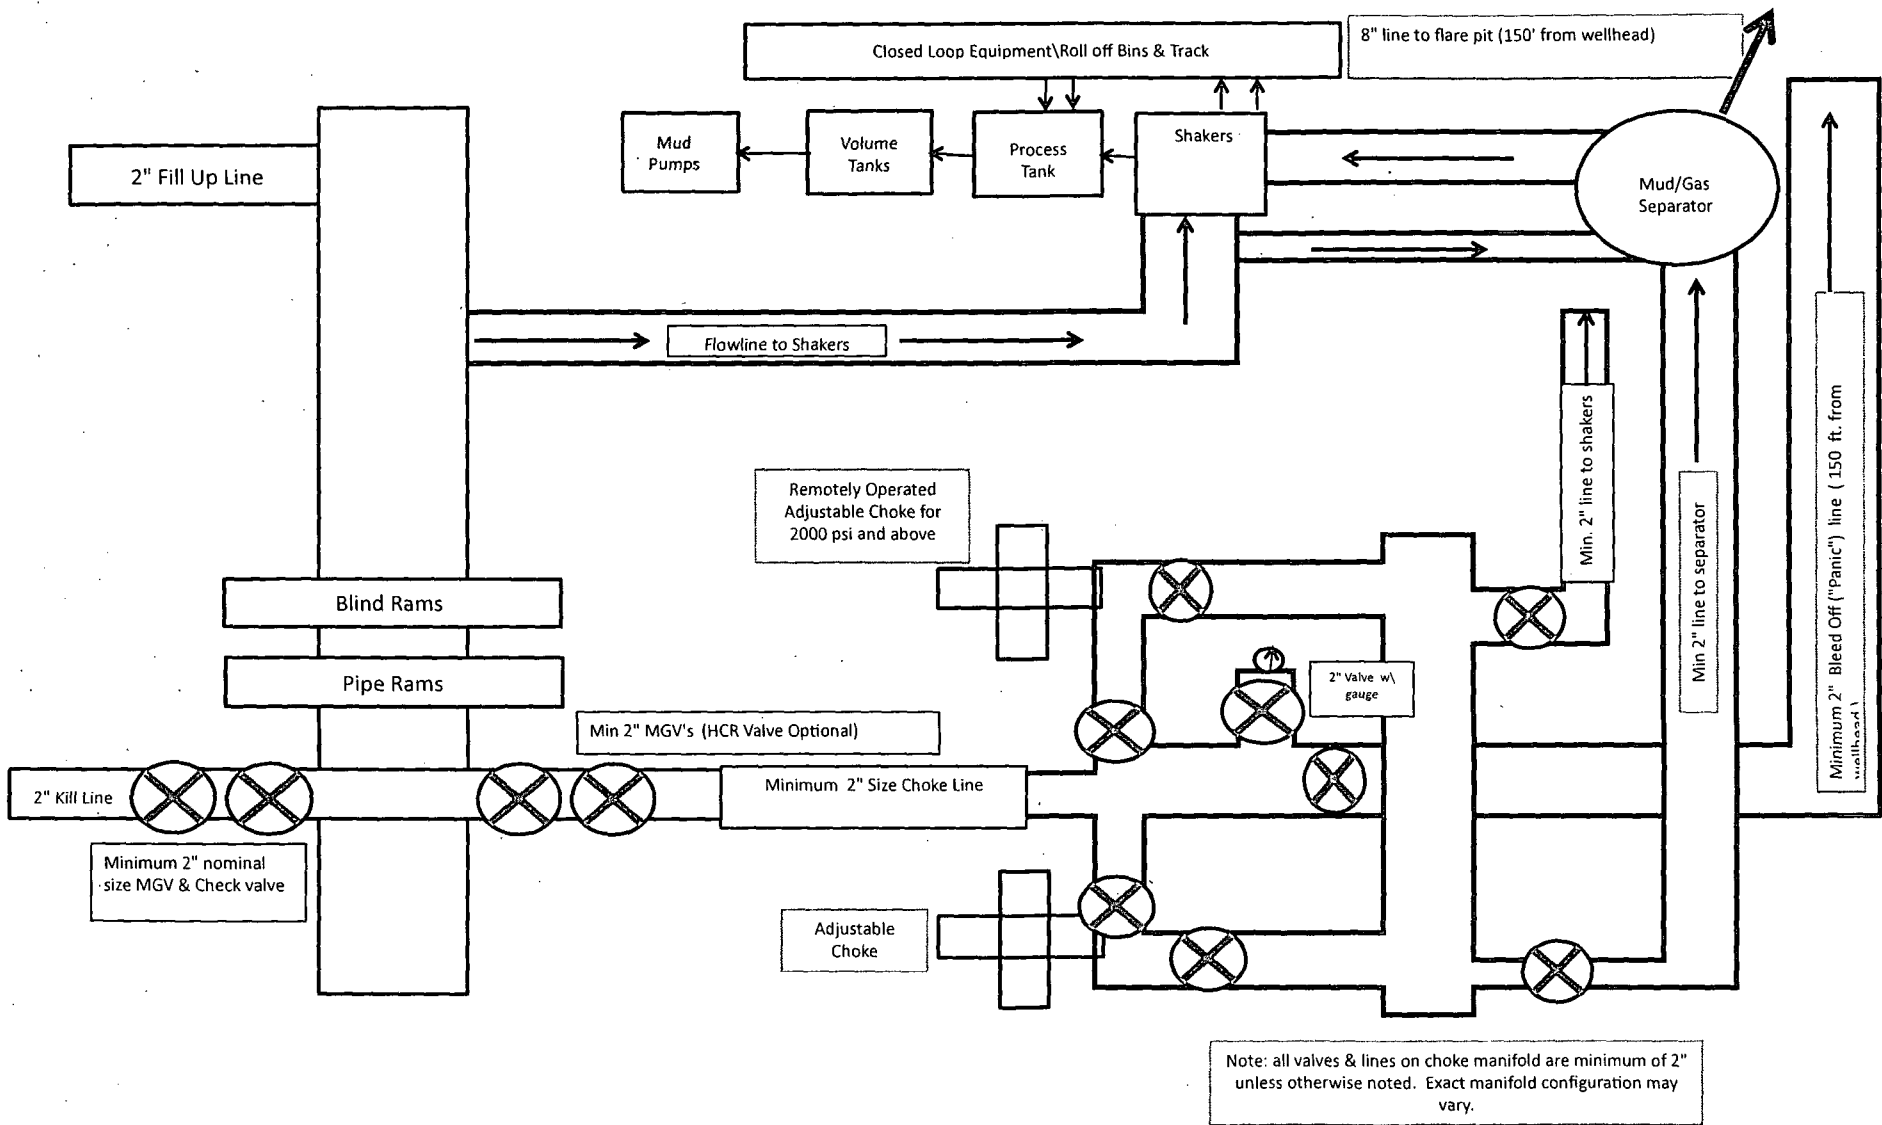 Closed Loop Equipment\Roll off Bins & Track
8" line to flare pit (150' from wellhead)
Mud
Pumps
Volume
Tanks
Process
Tank
Shakers
Mud/Gas
Separator
2" Fill Up Line
Flowline to Shakers
Remotely Operated
Adjustable Choke for
2000 psi and above
Min. 2" line to shakers
Min 2" line to separator
Minimum 2" Bleed Off ("Panic") line ( 150 ft. from
wellhead)
Blind Rams
Pipe Rams
2" Valve w\
gauge
Min 2" MGV's (HCR Valve Optional)
2" Kill Line
Minimum 2" Size Choke Line
Minimum 2" nominal
size MGV & Check valve
Adjustable
Choke
Note: all valves & lines on choke manifold are minimum of 2"
unless otherwise noted. Exact manifold configuration may
vary.